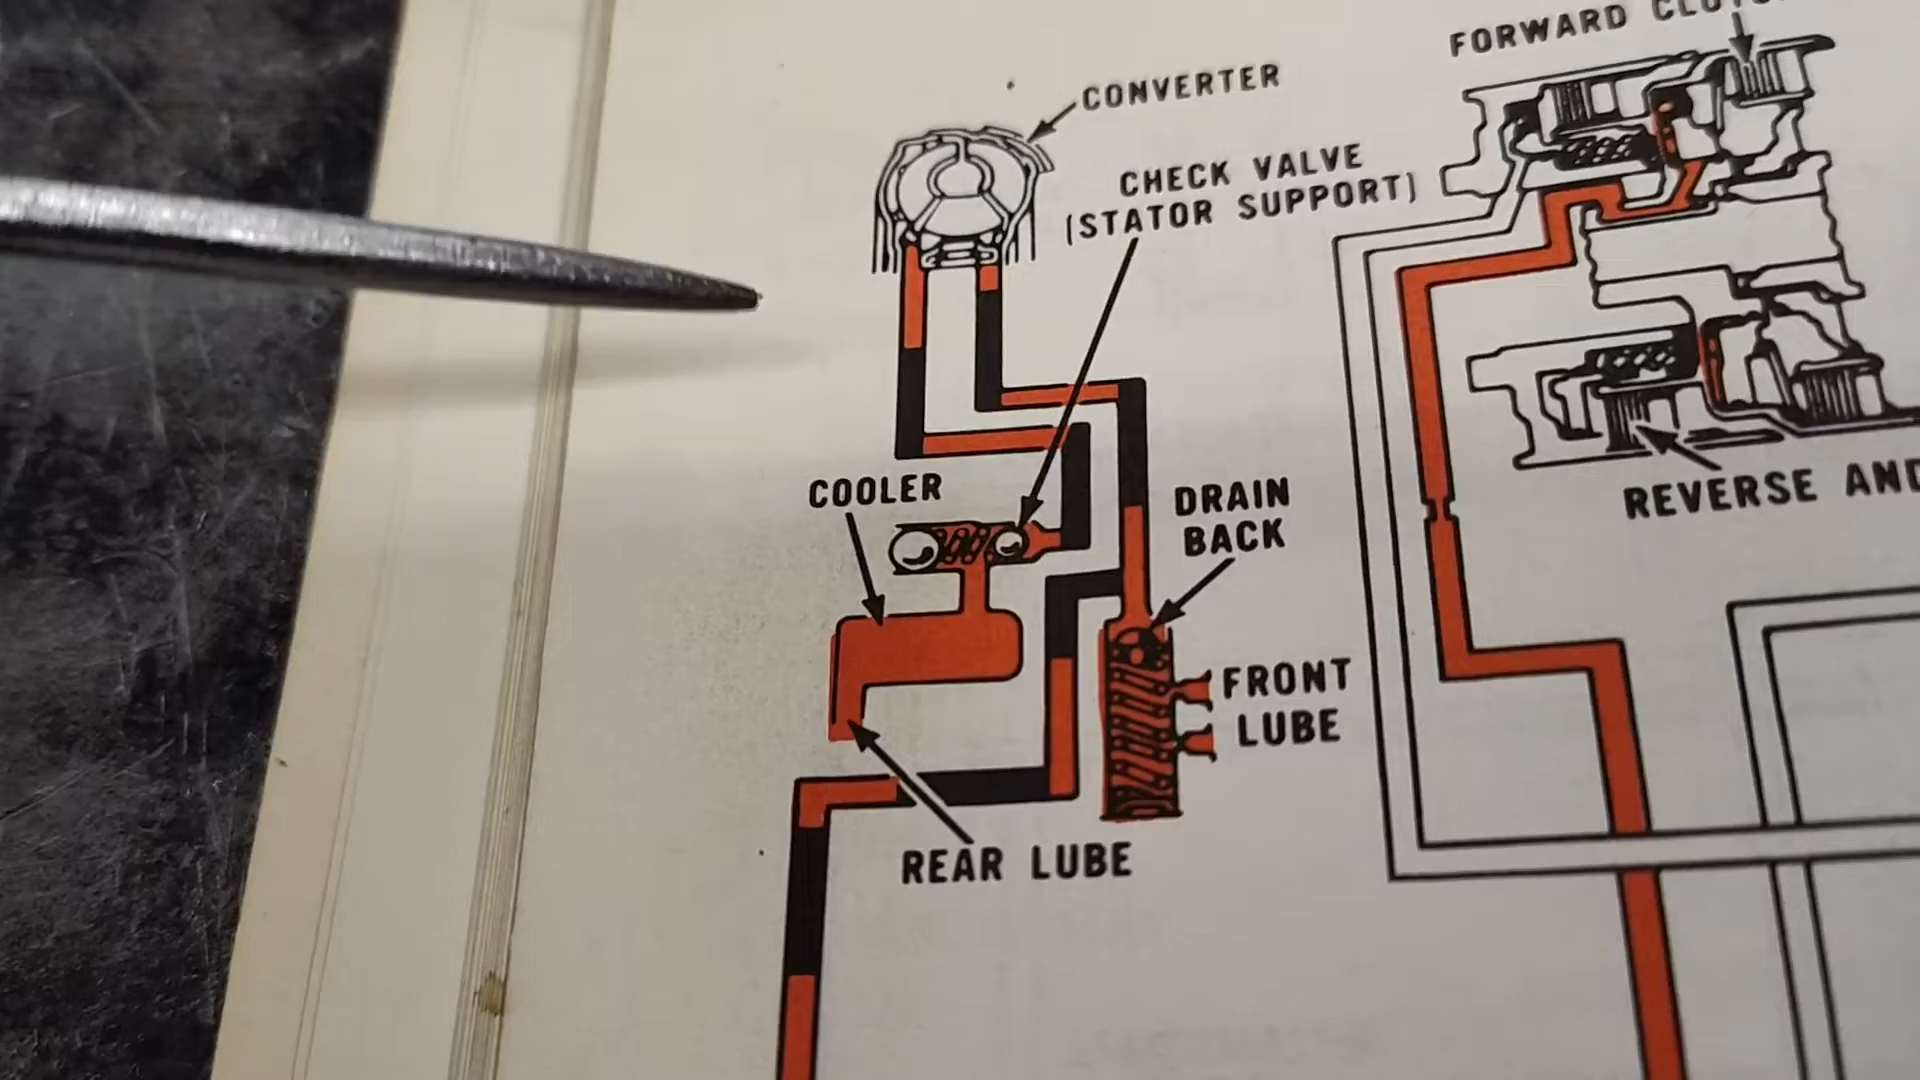 FORWARD
CONVERTER
CHECK VALVE
(STATOR SUPPORT)
COOLER
DRAIN
BACK
REVERSE AND
FRONT
LUBE
REAR LUBE